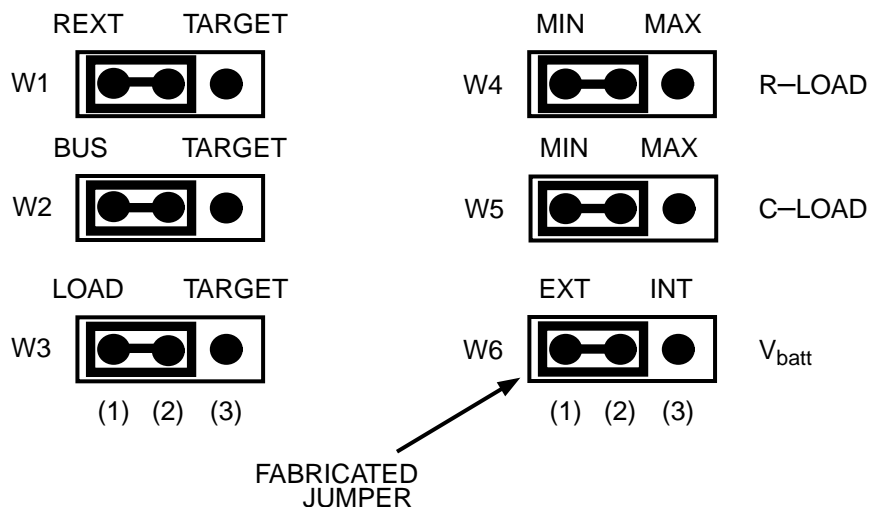 REXT TARGET
W1
BUS TARGET
W2
LOAD TARGET
W3
(1) (2) (3)
MIN MAX
W4 R–LOAD
MIN MAX
W5 C–LOAD
EXT INT
W6 Vbatt
(1) (2) (3)
FABRICATED
JUMPER